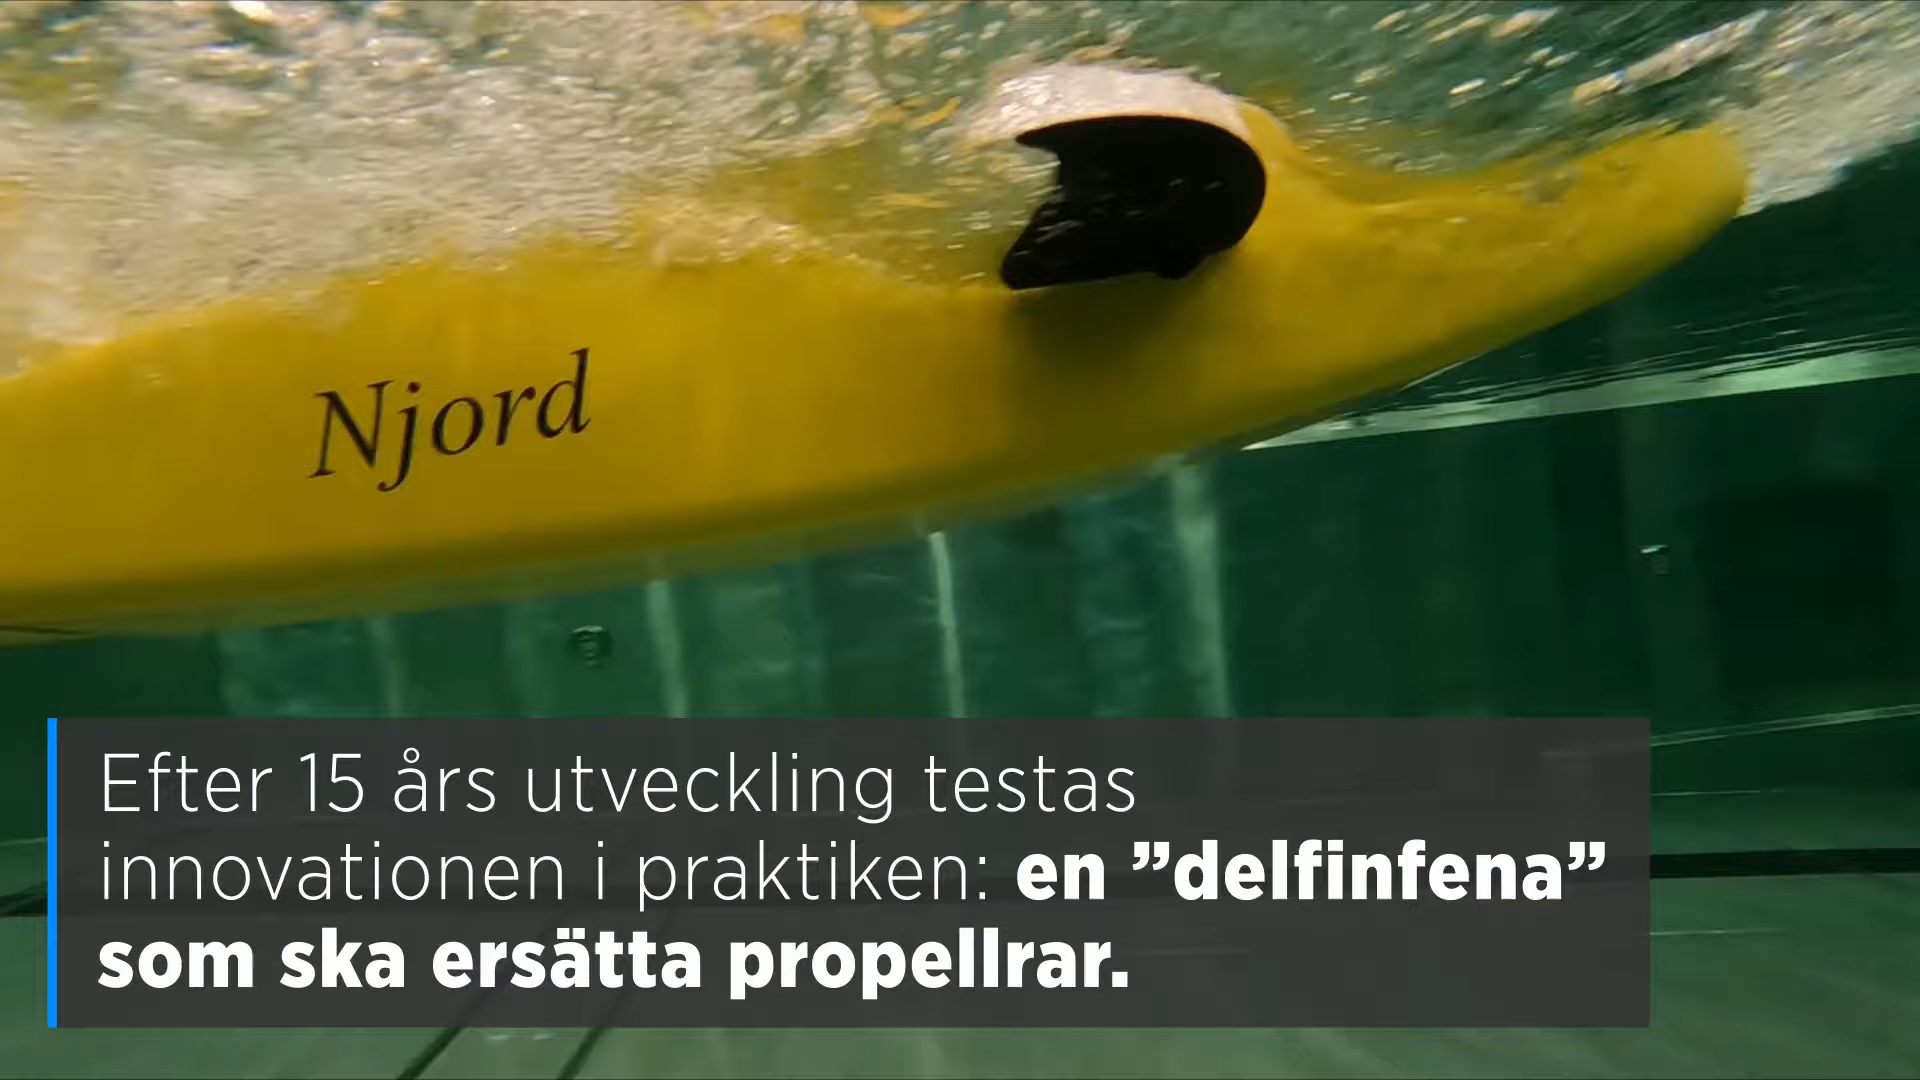 Njord
Efter 15 års utveckling testas
innovationen i praktiken: en ”delfinfena”
som ska ersätta propellrar.